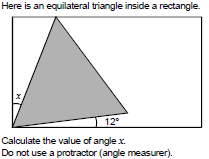 Here is an equilateral triangle inside a rectangle.
x
12°
Calculate the value of angle x.
Do not use a protractor (angle measurer).